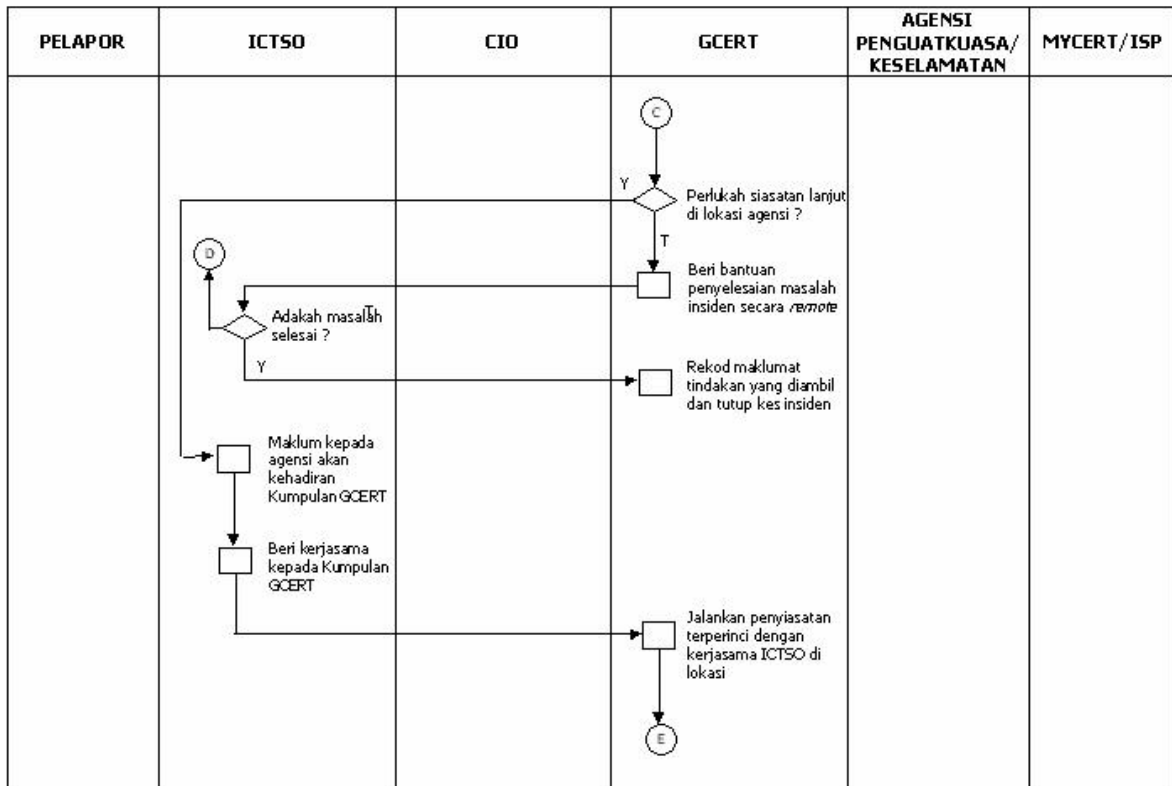 PELAPOR
ICTSO
CIO
GCERT
AGENSI
PENGUATKUASA/
KESELAMATAN
MYCERT/ISP
C
Y
Perlukah siasatan lanjut
di lokasi agensi ?
T
D
Beri bantuan
penyelesaian masalah
insiden secara remote
T
Adakah masalah
selesai ?
Y
Rekod maklumat
tindakan yang diambil
dan tutup kes insiden
Maklum kepada
agensi akan
kehadiran
Kumpulan GCERT
Beri kerjasama
kepada Kumpulan
GCERT
Jalankan penyiasatan
terperinci dengan
kerjasama ICTSO di
lokasi
E